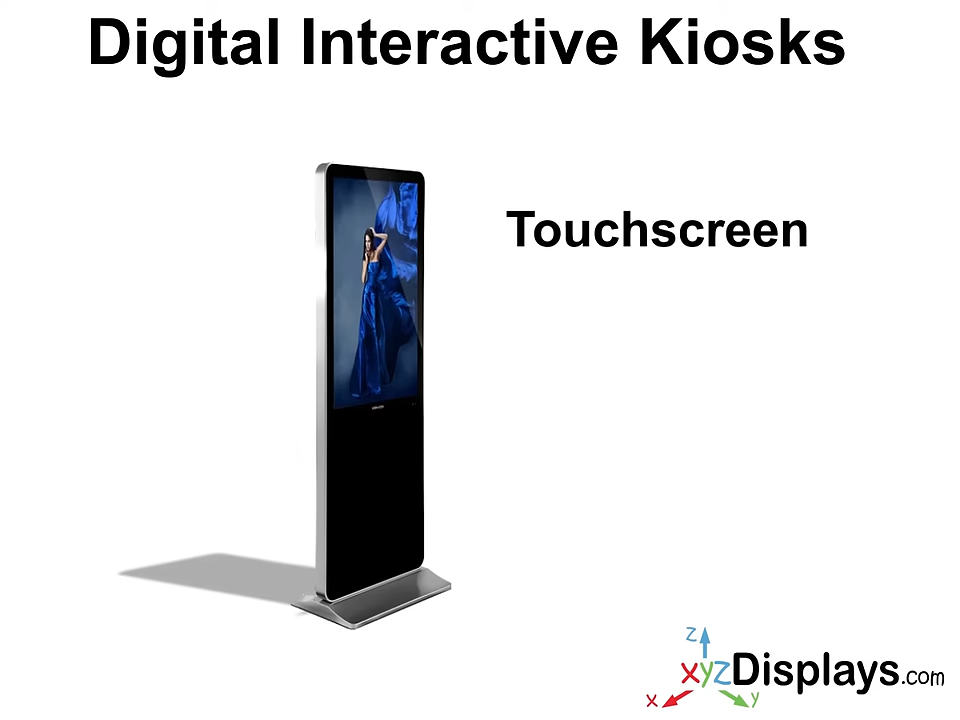 Digital Interactive Kiosks
Touchscreen
z
xyzDisplays.com
x y